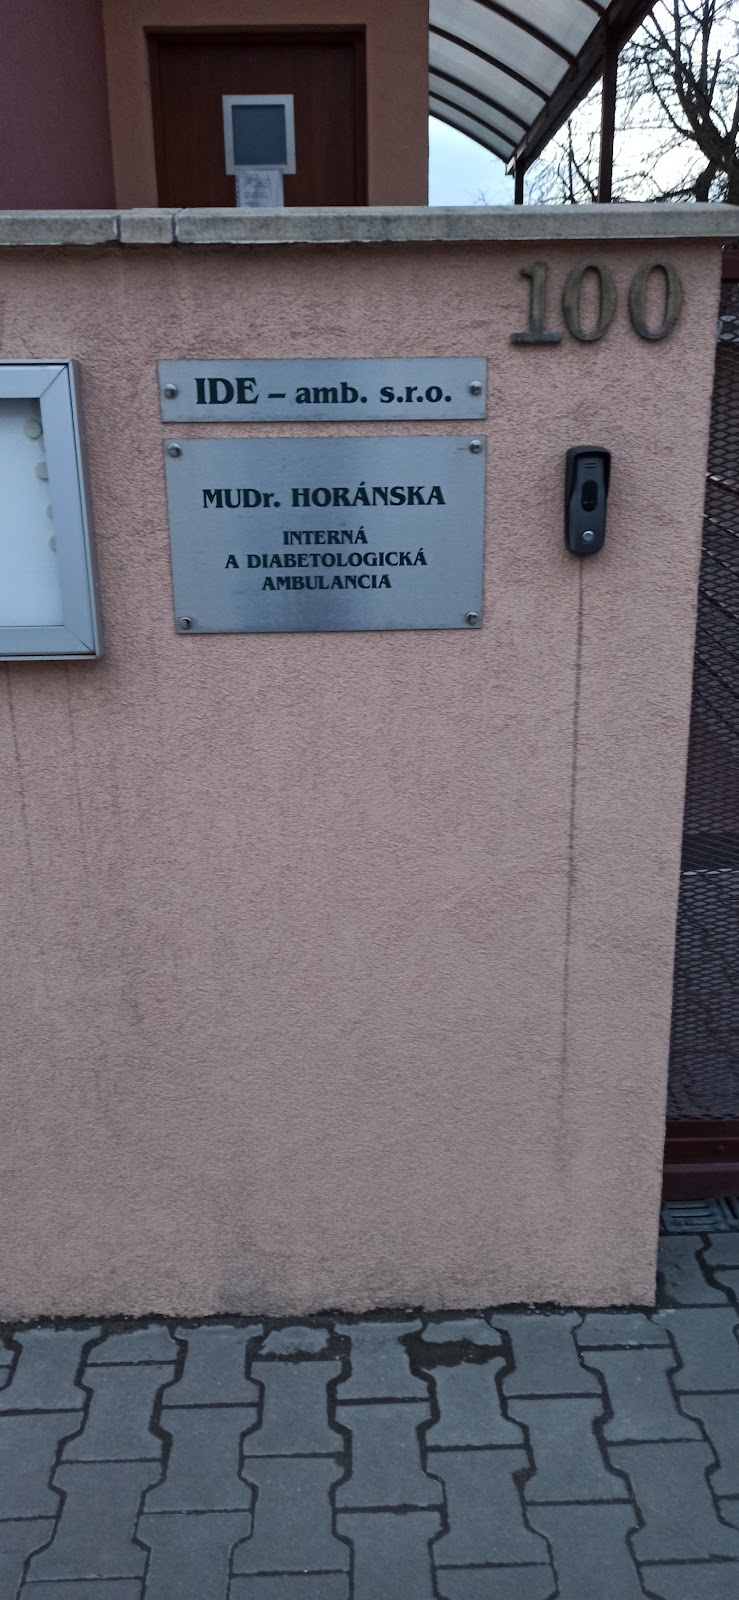 100
IDE – amb. s.r.o.
MUDr. HORÁNSKA
INTERNÁ
A DIABETOLOGICKÁ
AMBULANCIA